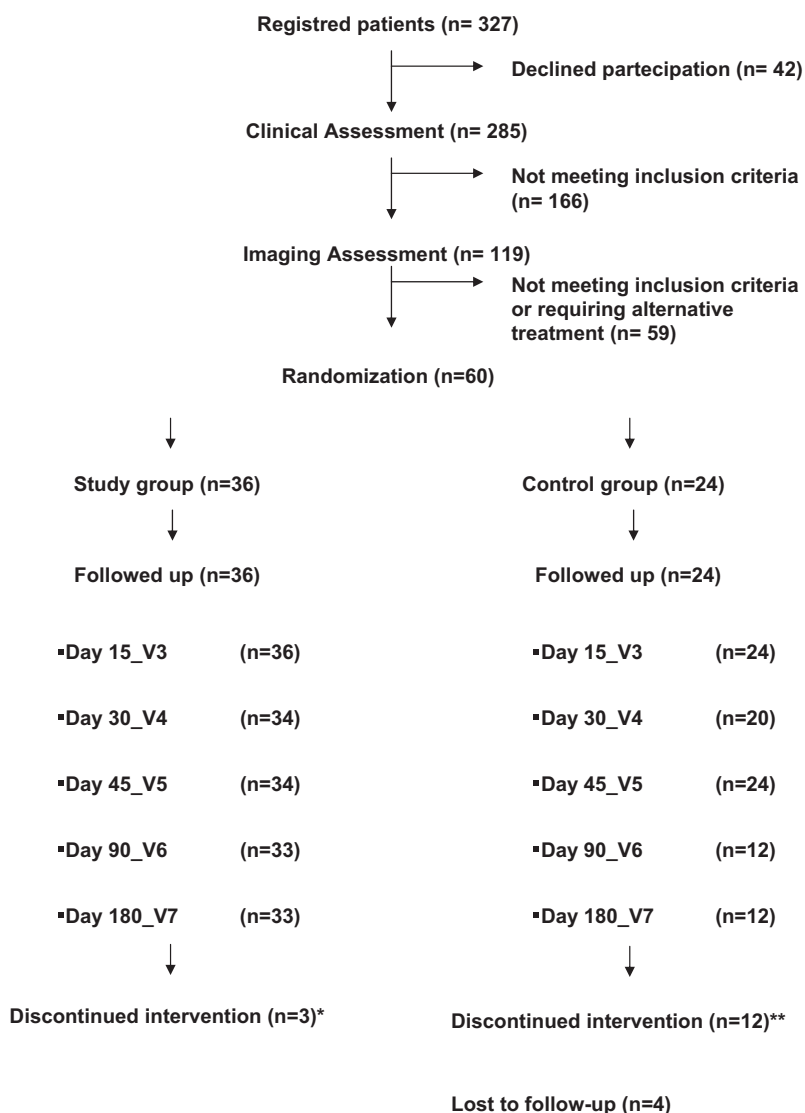 Registred patients (n= 327)
Declined partecipation (n= 42)
Clinical Assessment (n= 285)
Not meeting inclusion criteria
(n= 166)
Imaging Assessment (n= 119)
Not meeting inclusion criteria
or requiring alternative
treatment (n= 59)
Randomization (n=60)
Study group (n=36)
Control group (n=24)
Followed up (n=36)
Followed up (n=24)
▪Day 15_V3 (n=36)
▪Day 15_V3 (n=24)
▪Day 30_V4 (n=34)
▪Day 30_V4 (n=20)
▪Day 45_V5 (n=34)
▪Day 45_V5 (n=24)
▪Day 90_V6 (n=33)
▪Day 90_V6 (n=12)
▪Day 180_V7 (n=33)
▪Day 180_V7 (n=12)
Discontinued intervention (n=3)*
Discontinued intervention (n=12)**
Lost to follow-up (n=4)